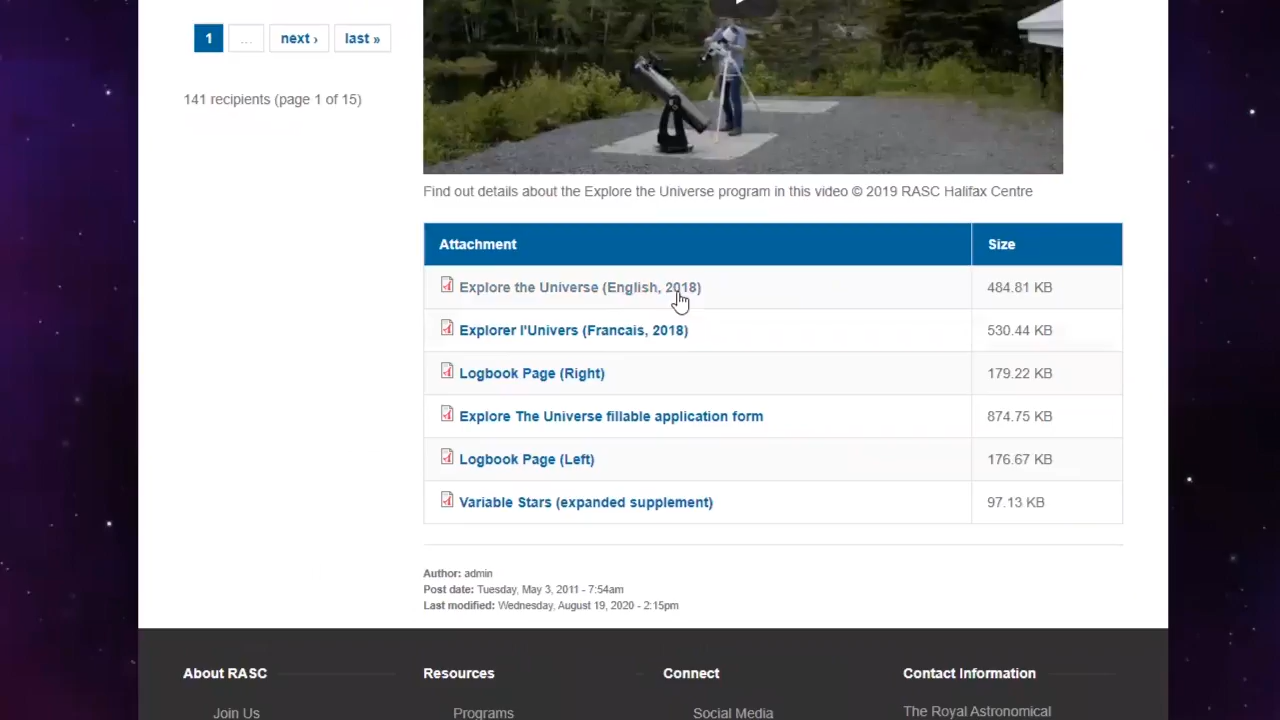 1 ... next › last »
141 recipients (page 1 of 15)
Find out details about the Explore the Universe program in this video © 2019 RASC Halifax Centre
Attachment Size
Explore the Universe (English, 2018) 484.81 KB
Explorer l'Univers (Francais, 2018) 530.44 KB
Logbook Page (Right) 179.22 KB
Explore The Universe fillable application form 874.75 KB
Logbook Page (Left) 176.67 KB
Variable Stars (expanded supplement) 97.13 KB
Author: admin
Post date: Tuesday, May 3, 2011 - 7:54am
Last modified: Wednesday, August 19, 2020 - 2:15pm
About RASC Resources Connect Contact Information
Join Us Programs Social Media The Royal Astronomical